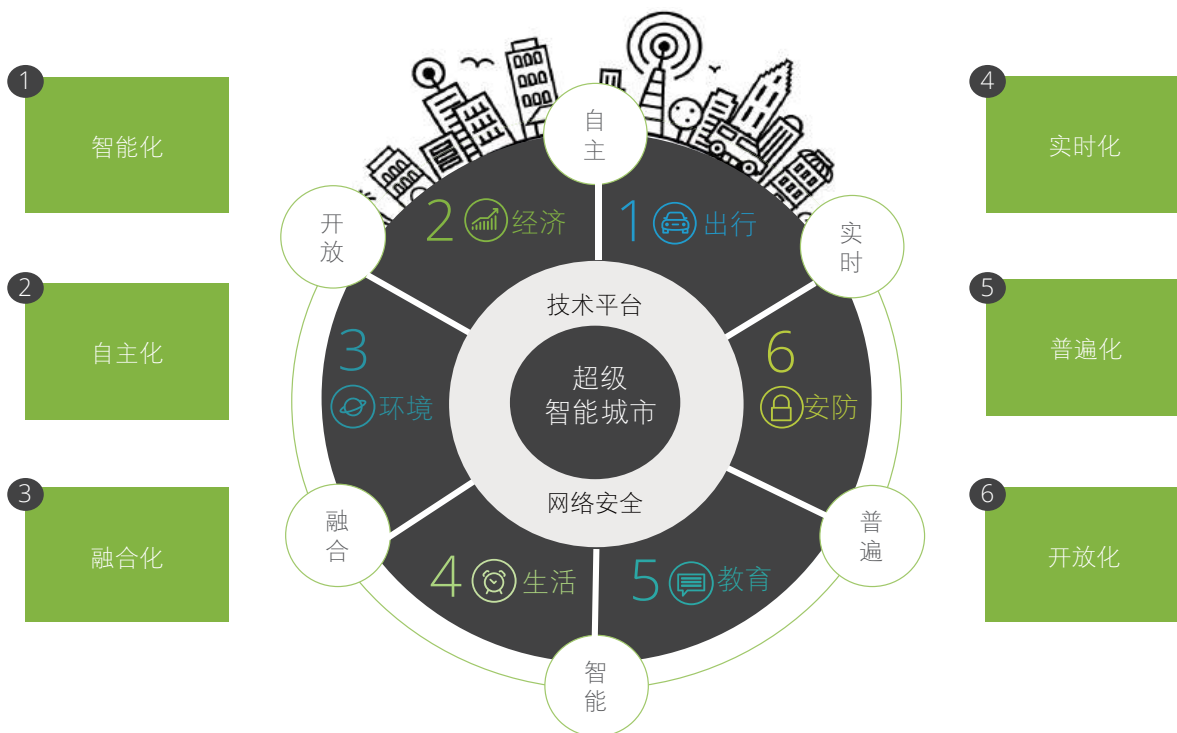 1
智能化
2
自主化
3
融合化
自
主
开
放
实
时
2 经济
1 出行
技术平台
3
环境
超级
智能城市
6
安防
网络安全
融
合
普
遍
4 生活
5 教育
智
能
4
实时化
5
普遍化
6
开放化